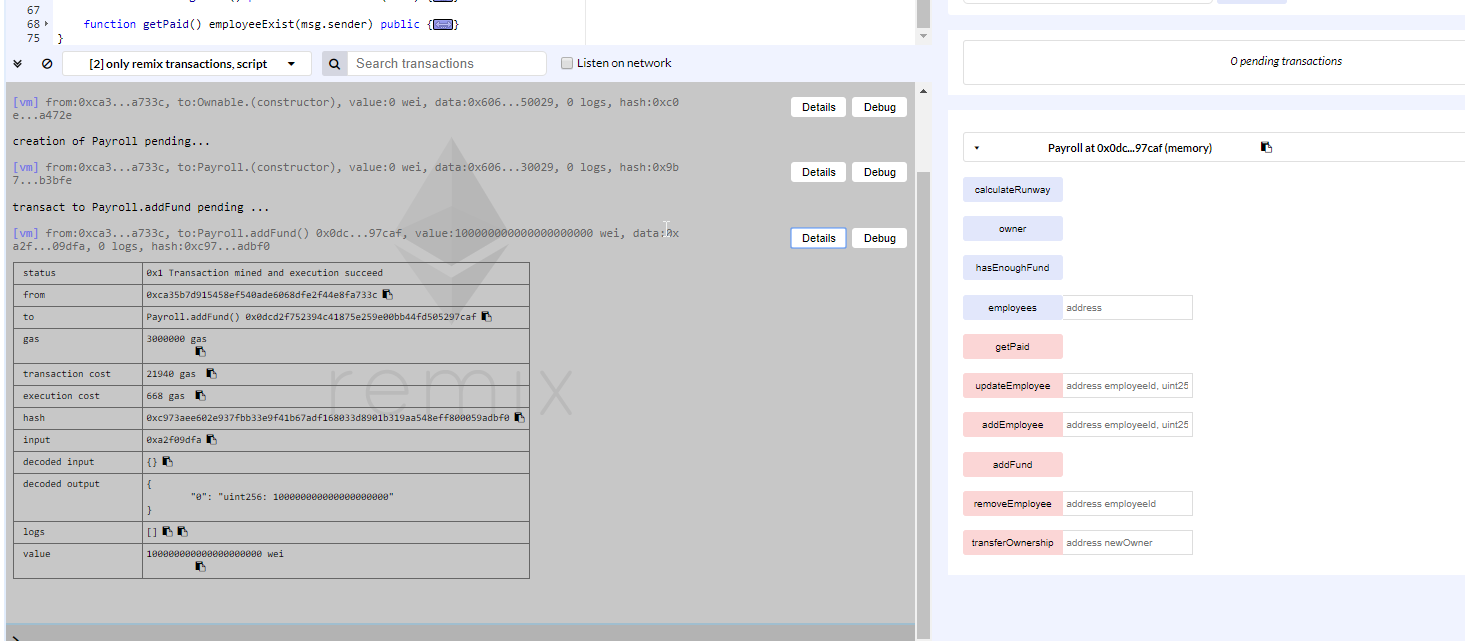 67
68 function getPaid() employeeExist(msg.sender) public {
}
75 }
[2] only remix transactions, script
Search transactions
Listen on network
[vm] from:0xca3...a733c, to:Ownable.(constructor), value:0 wei, data:0x606...50029, 0 logs, hash:0xc0
e...a472e
Details Debug
creation of Payroll pending...
[vm] from:0xca3...a733c, to:Payroll.(constructor), value:0 wei, data:0x606...30029, 0 logs, hash:0x9b
7...b3bfe
Details Debug
transact to Payroll.addFund pending ...
[vm] from:0xca3...a733c, to:Payroll.addFund() 0x0dc...97caf, value:100000000000000000000 wei, data:0x
a2f...09dfa, 0 logs, hash:0xc97...adbf0
Details Debug
status 0x1 Transaction mined and execution succeed
from 0xca35b7d915458ef540ade6068dfe2f44e8fa733c
to Payroll.addFund() 0x0dcd2f752394c41875e259e00bb44fd505297caf
gas 3000000 gas
transaction cost 21940 gas
execution cost 668 gas
hash 0xc973aee602e937fbb33e9f41b67adf168033d8901b319aa548eff800059adbf0
input 0xa2f09dfa
decoded input {}
decoded output {
"0": "uint256: 100000000000000000000"
}
logs []
value 100000000000000000000 wei
remix
>
0 pending transactions
Payroll at 0x0dc...97caf (memory)
calculateRunway
owner
hasEnoughFund
employees address
getPaid
updateEmployee address employeeId, uint25
addEmployee address employeeId, uint25
addFund
removeEmployee address employeeId
transferOwnership address newOwner